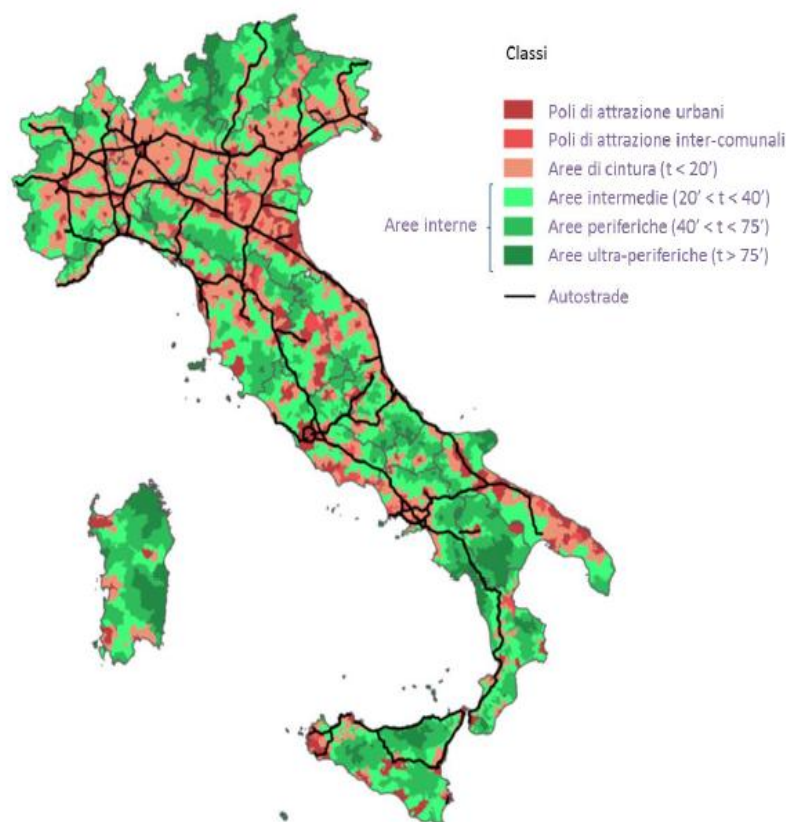 Classi
Poli di attrazione urbani
Poli di attrazione inter-comunali
Aree di cintura (t < 20’)
Aree intermedie (20’ < t < 40’)
Aree interne
Aree periferiche (40’ < t < 75’)
Aree ultra-periferiche (t > 75’)
Autostrade